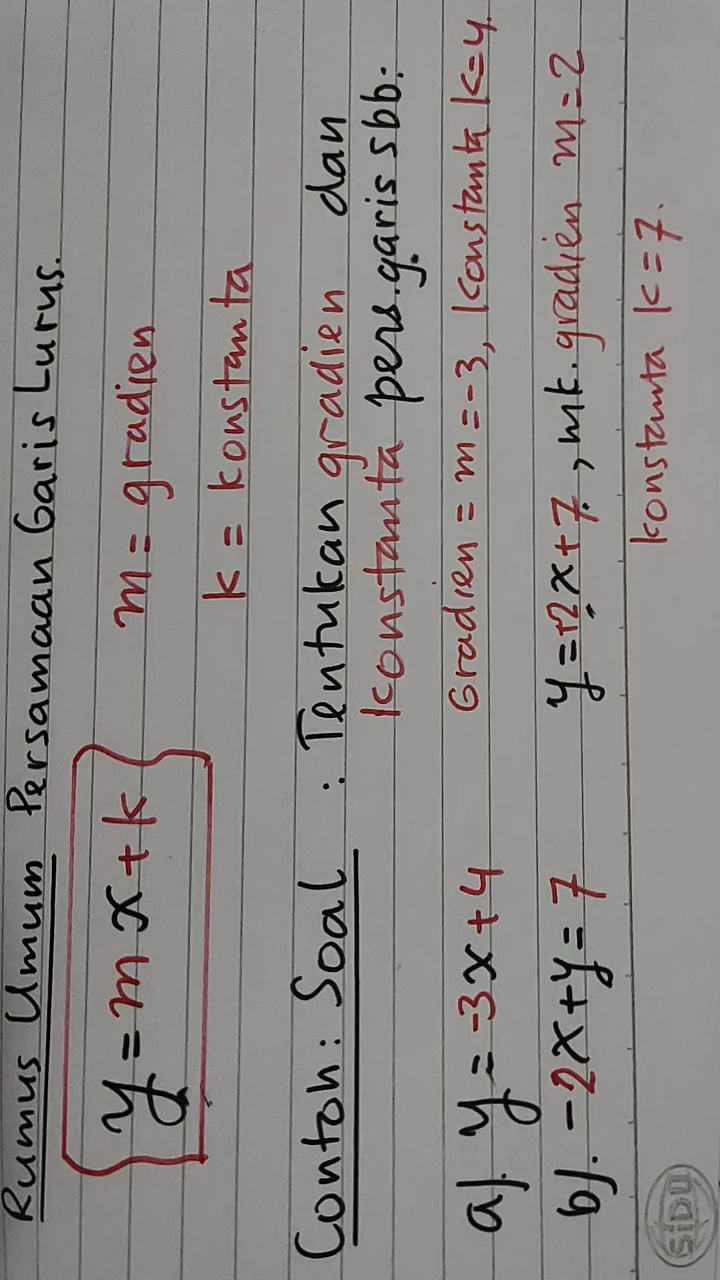 Rumus Umum Persamaan Garis Lurus.
y = m x + k m = gradien
k = konstanta
Contoh: Soal : Tentukan gradien dan
konstanta pers. garis sbb:
a). y = -3x + 4 Gradien = m = -3, konstanta k = 4.
b). -2x + y = 7 y = +2x + 7, mk. gradien m = 2
konstanta k = 7.
SIDU